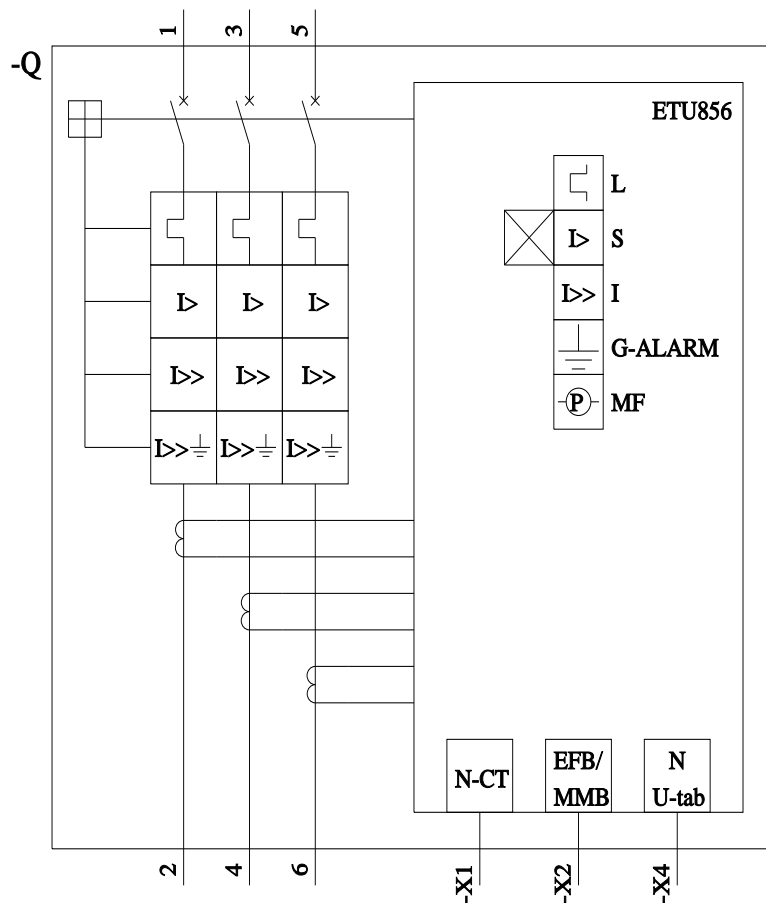 1 3 5
-Q
ETU856
L
I> S
I> I> I>
I>> I
I>> I>> I>>
G-ALARM
P MF
I>> I>> I>>
N-CT
EFB/
MMB
N
U-tab
2 4 6 -X1 -X2 -X4